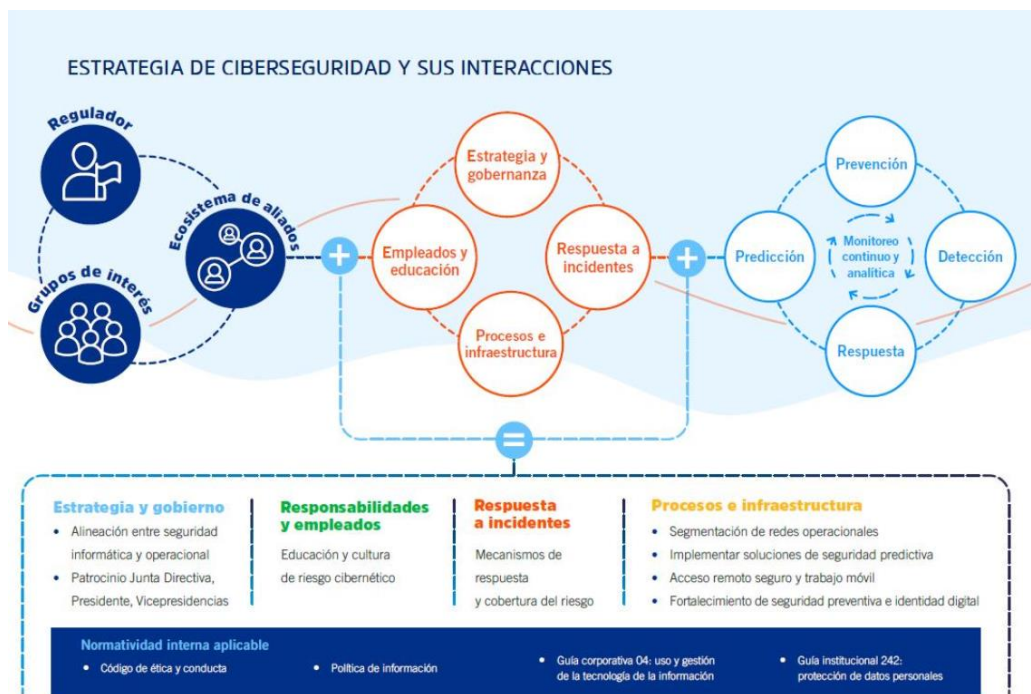 ESTRATEGIA DE CIBERSEGURIDAD Y SUS INTERACCIONES
Regulador
Grupos de interés
Ecosistema de aliados
+
Estrategia y
gobernanza
Empleados y
educación
Respuesta a
incidentes
Procesos e
infraestructura
+
Prevención
Predicción
Monitoreo
continuo y
analítica
Detección
Respuesta
=
Estrategia y gobierno
• Alineación entre seguridad
informática y operacional
• Patrocinio Junta Directiva,
Presidente, Vicepresidencias
Responsabilidades
y empleados
Educación y cultura
de riesgo cibernético
Respuesta
a incidentes
Mecanismos de
respuesta
y cobertura del riesgo
Procesos e infraestructura
• Segmentación de redes operacionales
• Implementar soluciones de seguridad predictiva
• Acceso remoto seguro y trabajo móvil
• Fortalecimiento de seguridad preventiva e identidad digital
Normatividad interna aplicable
• Código de ética y conducta
• Política de información
• Guía corporativa 04: uso y gestión
de la tecnología de la información
• Guía institucional 242:
protección de datos personales